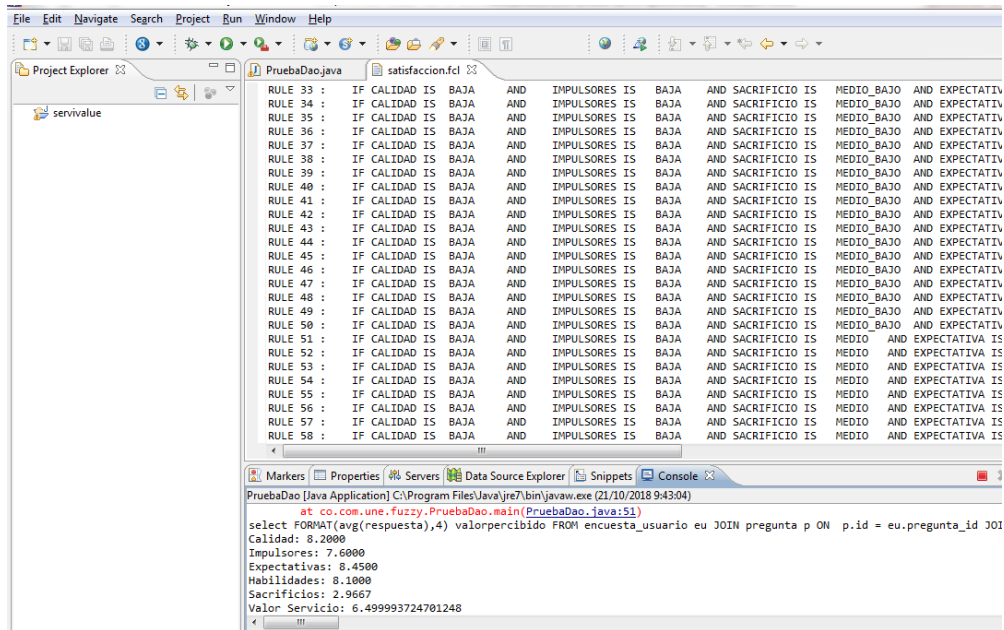 File Edit Navigate Search Project Run Window Help
Project Explorer
servivalue
PruebaDao.java satisfaccion.fcl
RULE 33 : IF CALIDAD IS BAJA AND IMPULSORES IS BAJA AND SACRIFICIO IS MEDIO_BAJO AND EXPECTATIV
RULE 34 : IF CALIDAD IS BAJA AND IMPULSORES IS BAJA AND SACRIFICIO IS MEDIO_BAJO AND EXPECTATIV
RULE 35 : IF CALIDAD IS BAJA AND IMPULSORES IS BAJA AND SACRIFICIO IS MEDIO_BAJO AND EXPECTATIV
RULE 36 : IF CALIDAD IS BAJA AND IMPULSORES IS BAJA AND SACRIFICIO IS MEDIO_BAJO AND EXPECTATIV
RULE 37 : IF CALIDAD IS BAJA AND IMPULSORES IS BAJA AND SACRIFICIO IS MEDIO_BAJO AND EXPECTATIV
RULE 38 : IF CALIDAD IS BAJA AND IMPULSORES IS BAJA AND SACRIFICIO IS MEDIO_BAJO AND EXPECTATIV
RULE 39 : IF CALIDAD IS BAJA AND IMPULSORES IS BAJA AND SACRIFICIO IS MEDIO_BAJO AND EXPECTATIV
RULE 40 : IF CALIDAD IS BAJA AND IMPULSORES IS BAJA AND SACRIFICIO IS MEDIO_BAJO AND EXPECTATIV
RULE 41 : IF CALIDAD IS BAJA AND IMPULSORES IS BAJA AND SACRIFICIO IS MEDIO_BAJO AND EXPECTATIV
RULE 42 : IF CALIDAD IS BAJA AND IMPULSORES IS BAJA AND SACRIFICIO IS MEDIO_BAJO AND EXPECTATIV
RULE 43 : IF CALIDAD IS BAJA AND IMPULSORES IS BAJA AND SACRIFICIO IS MEDIO_BAJO AND EXPECTATIV
RULE 44 : IF CALIDAD IS BAJA AND IMPULSORES IS BAJA AND SACRIFICIO IS MEDIO_BAJO AND EXPECTATIV
RULE 45 : IF CALIDAD IS BAJA AND IMPULSORES IS BAJA AND SACRIFICIO IS MEDIO_BAJO AND EXPECTATIV
RULE 46 : IF CALIDAD IS BAJA AND IMPULSORES IS BAJA AND SACRIFICIO IS MEDIO_BAJO AND EXPECTATIV
RULE 47 : IF CALIDAD IS BAJA AND IMPULSORES IS BAJA AND SACRIFICIO IS MEDIO_BAJO AND EXPECTATIV
RULE 48 : IF CALIDAD IS BAJA AND IMPULSORES IS BAJA AND SACRIFICIO IS MEDIO_BAJO AND EXPECTATIV
RULE 49 : IF CALIDAD IS BAJA AND IMPULSORES IS BAJA AND SACRIFICIO IS MEDIO_BAJO AND EXPECTATIV
RULE 50 : IF CALIDAD IS BAJA AND IMPULSORES IS BAJA AND SACRIFICIO IS MEDIO_BAJO AND EXPECTATIV
RULE 51 : IF CALIDAD IS BAJA AND IMPULSORES IS BAJA AND SACRIFICIO IS MEDIO AND EXPECTATIVA IS
RULE 52 : IF CALIDAD IS BAJA AND IMPULSORES IS BAJA AND SACRIFICIO IS MEDIO AND EXPECTATIVA IS
RULE 53 : IF CALIDAD IS BAJA AND IMPULSORES IS BAJA AND SACRIFICIO IS MEDIO AND EXPECTATIVA IS
RULE 54 : IF CALIDAD IS BAJA AND IMPULSORES IS BAJA AND SACRIFICIO IS MEDIO AND EXPECTATIVA IS
RULE 55 : IF CALIDAD IS BAJA AND IMPULSORES IS BAJA AND SACRIFICIO IS MEDIO AND EXPECTATIVA IS
RULE 56 : IF CALIDAD IS BAJA AND IMPULSORES IS BAJA AND SACRIFICIO IS MEDIO AND EXPECTATIVA IS
RULE 57 : IF CALIDAD IS BAJA AND IMPULSORES IS BAJA AND SACRIFICIO IS MEDIO AND EXPECTATIVA IS
RULE 58 : IF CALIDAD IS BAJA AND IMPULSORES IS BAJA AND SACRIFICIO IS MEDIO AND EXPECTATIVA IS
Markers Properties Servers Data Source Explorer Snippets Console
PruebaDao [Java Application] C:\Program Files\Java\jre7\bin\javaw.exe (21/10/2018 9:43:04)
at co.com.une.fuzzy.PruebaDao.main(PruebaDao.java:51)
select FORMAT(avg(respuesta),4) valorpercibido FROM encuesta_usuario eu JOIN pregunta p ON p.id = eu.pregunta_id JOI
Calidad: 8.2000
Impulsores: 7.6000
Expectativas: 8.4500
Habilidades: 8.1000
Sacrificios: 2.9667
Valor Servicio: 6.499993724701248